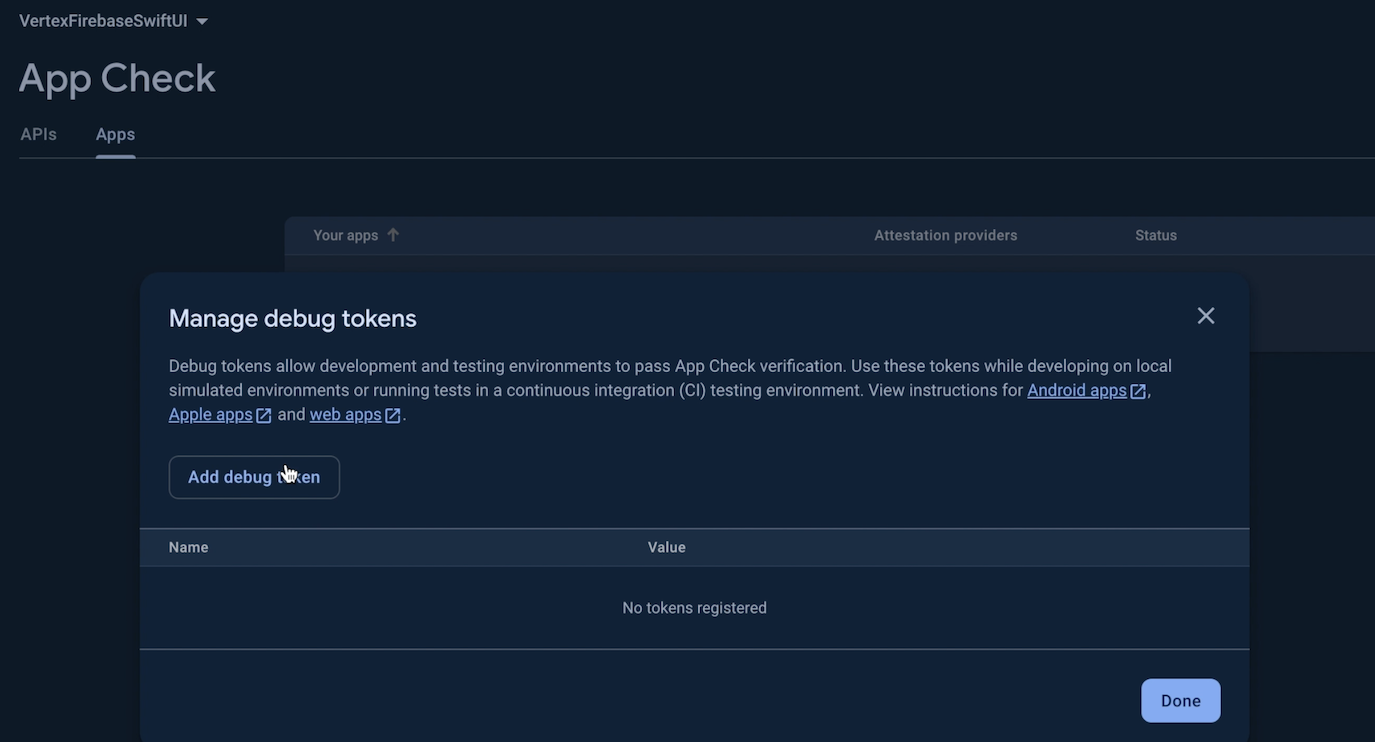 VertexFirebaseSwiftUI
App Check
APIs Apps
Your apps Attestation providers Status
Manage debug tokens
Debug tokens allow development and testing environments to pass App Check verification. Use these tokens while developing on local
simulated environments or running tests in a continuous integration (CI) testing environment. View instructions for Android apps,
Apple apps and web apps.
Add debug token
Name Value
No tokens registered
Done